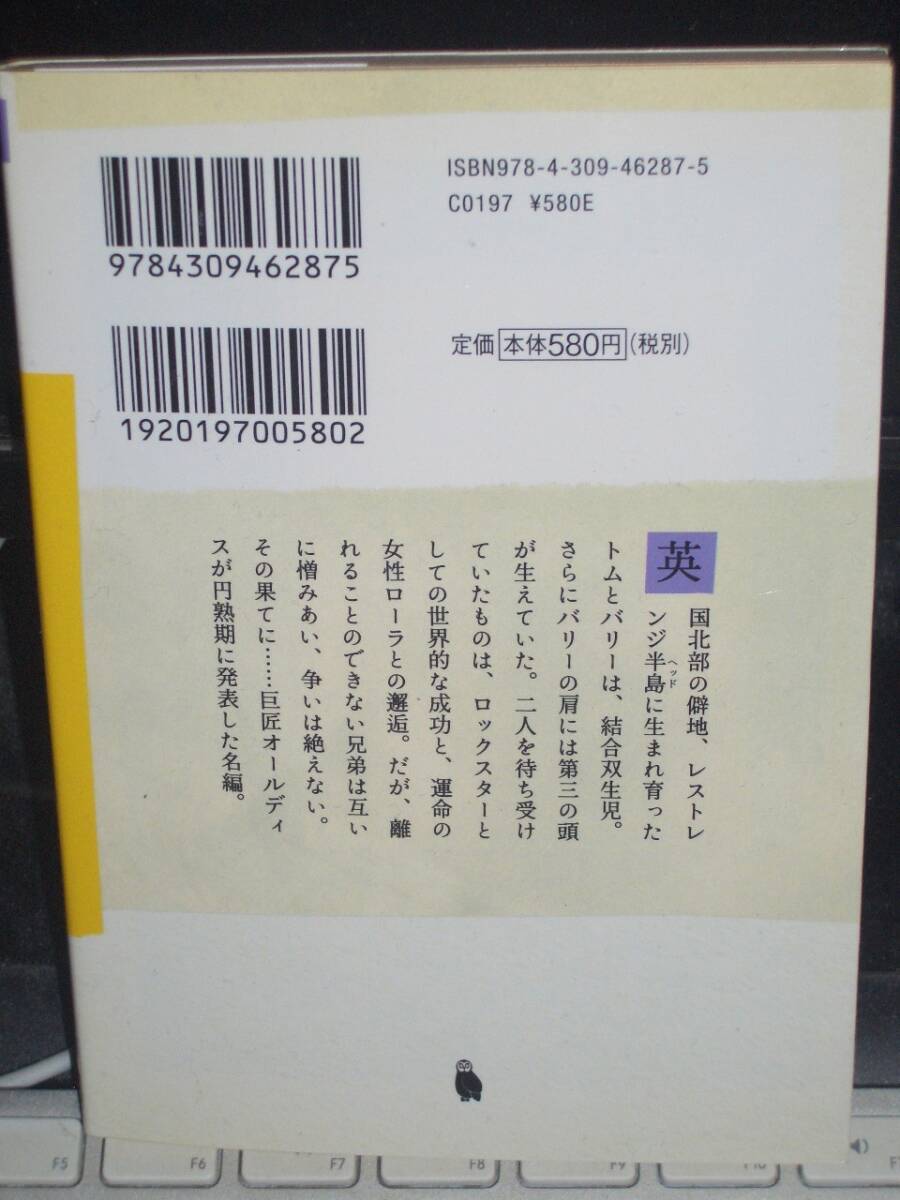 ISBN978-4-309-46287-5
C0197 ¥580E
9784309462875
定価 本体580円 (税別)
1920197005802
英国北部の僻地、レストレ
ンジ半島に生まれ育った
ヘッド
トムとバリーは、結合双生児。
さらにバリーの肩には第三の頭
が生えていた。二人を待ち受け
ていたものは、ロックスターと
しての世界的な成功と、運命の
女性ローラとの邂逅。だが、離
れることのできない兄弟は互い
に憎みあい、争いは絶えない。
その果てに……巨匠オールディ
スが円熟期に発表した名編。
F5
F6
F7
F8
F9
F10